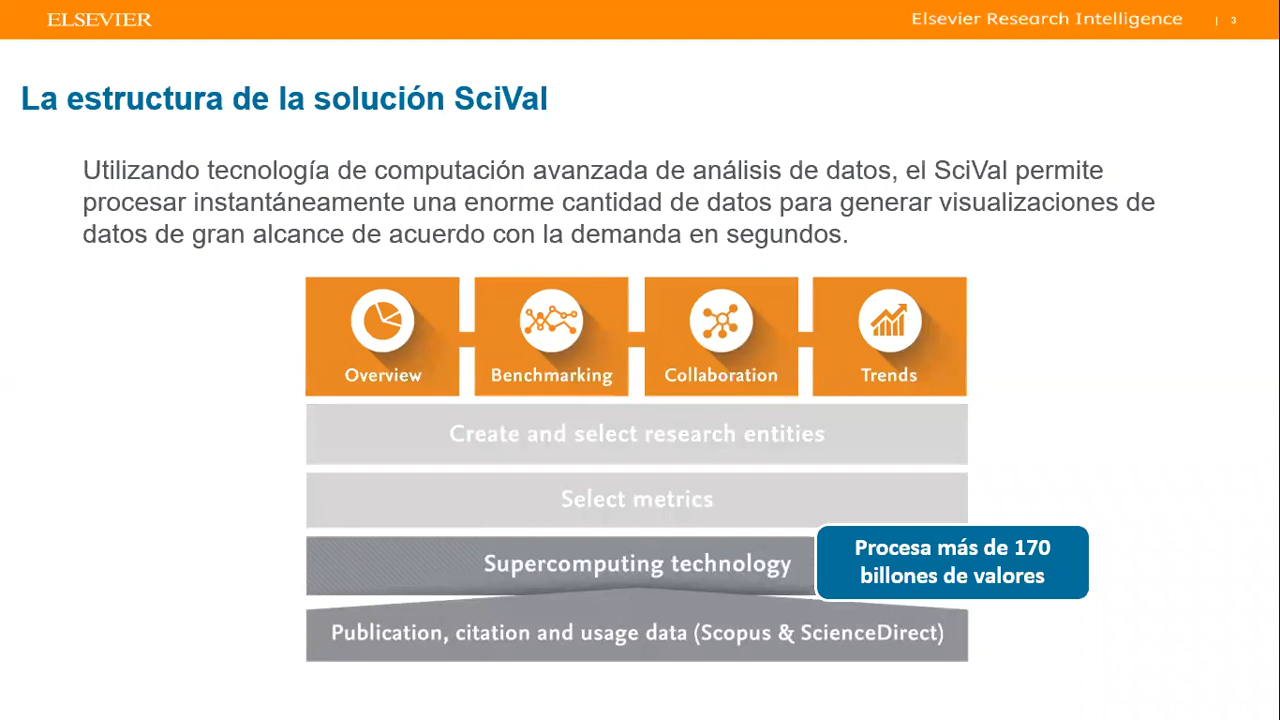 ELSEVIER
Elsevier Research Intelligence | 3
La estructura de la solución SciVal
Utilizando tecnología de computación avanzada de análisis de datos, el SciVal permite
procesar instantáneamente una enorme cantidad de datos para generar visualizaciones de
datos de gran alcance de acuerdo con la demanda en segundos.
Overview
Benchmarking
Collaboration
Trends
Create and select research entities
Select metrics
Supercomputing technology
Procesa más de 170
billones de valores
Publication, citation and usage data (Scopus & ScienceDirect)